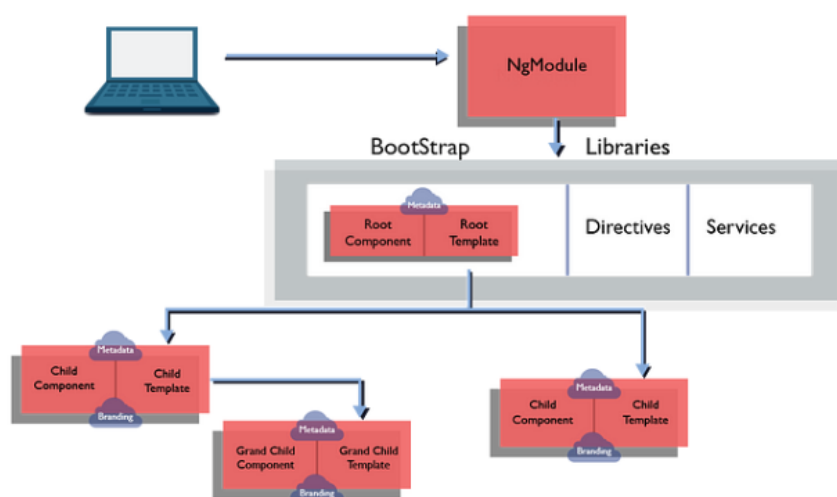 NgModule
BootStrap
Libraries
Metadata
Root
Component
Root
Template
Directives
Services
Metadata
Child
Component
Child
Template
Branding
Metadata
Grand Child
Component
Grand Child
Template
Branding
Metadata
Child
Component
Child
Template
Branding